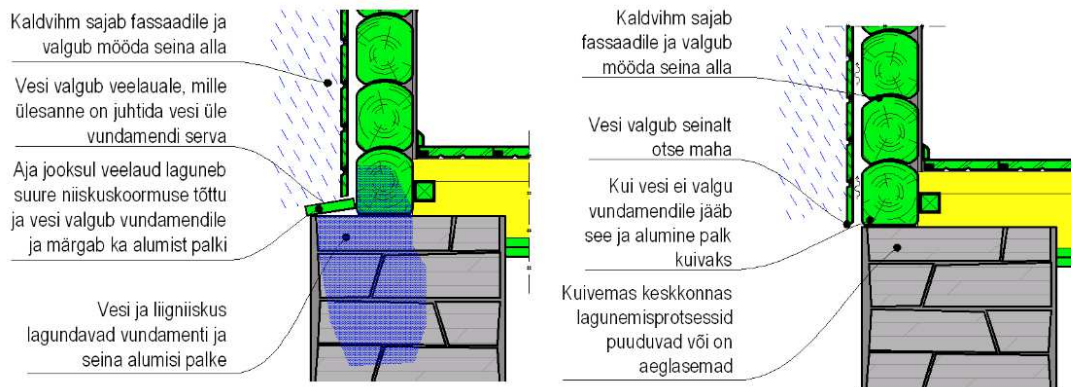 Kaldvihm sajab fassaadile ja
valgub mööda seina alla
Vesi valgub veelauale, mille
ülesanne on juhtida vesi üle
vundamendi serva
Aja jooksul veelaud laguneb
suure niiskuskoormuse tõttu
ja vesi valgub vundamendile
ja märgab ka alumist palki
Vesi ja liigniiskus
lagundavad vundamenti ja
seina alumisi palke
Kaldvihm sajab
fassaadile ja valgub
mööda seina alla
Vesi valgub seinalt
otse maha
Kui vesi ei valgu
vundamendile jääb
see ja alumine palk
kuivaks
Kuivemas keskkonnas
lagunemisprotsessid
puuduvad või on
aeglasemad